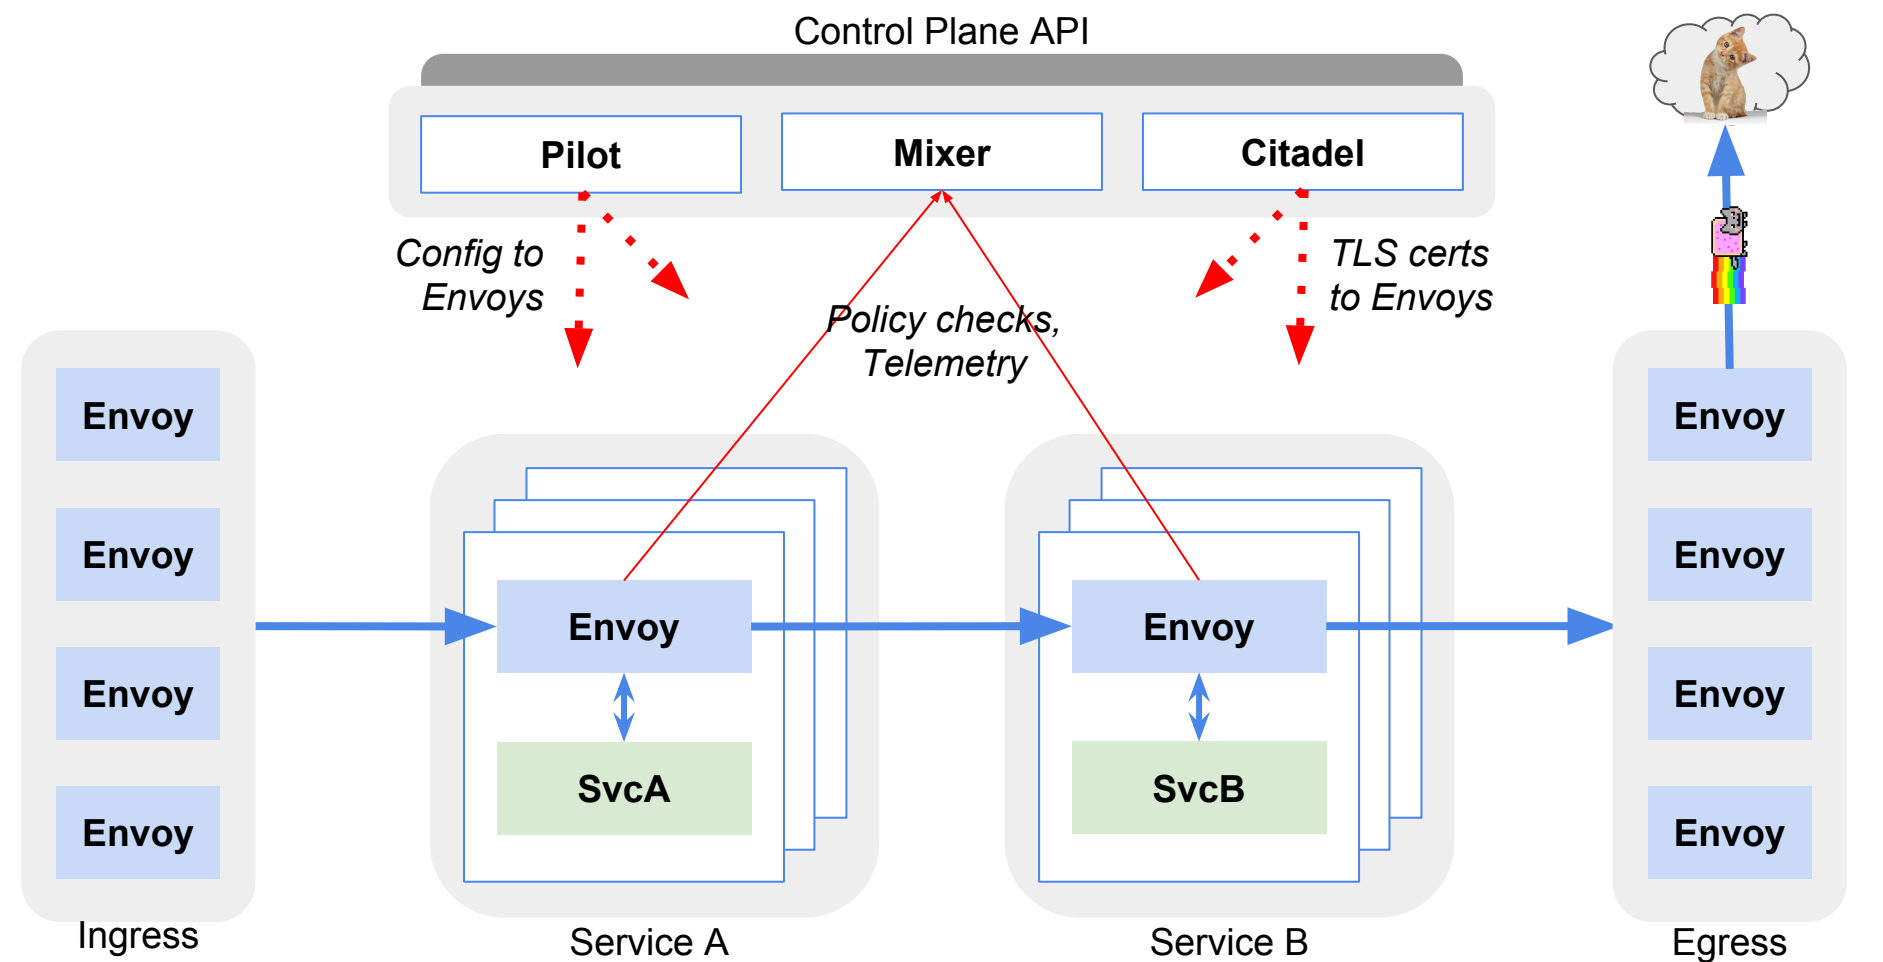 Control Plane API
Pilot
Mixer
Citadel
Config to
Envoys
Policy checks,
Telemetry
TLS certs
to Envoys
Envoy
Envoy
Envoy
Envoy
Ingress
Envoy
SvcA
Service A
Envoy
SvcB
Service B
Envoy
Envoy
Envoy
Envoy
Egress